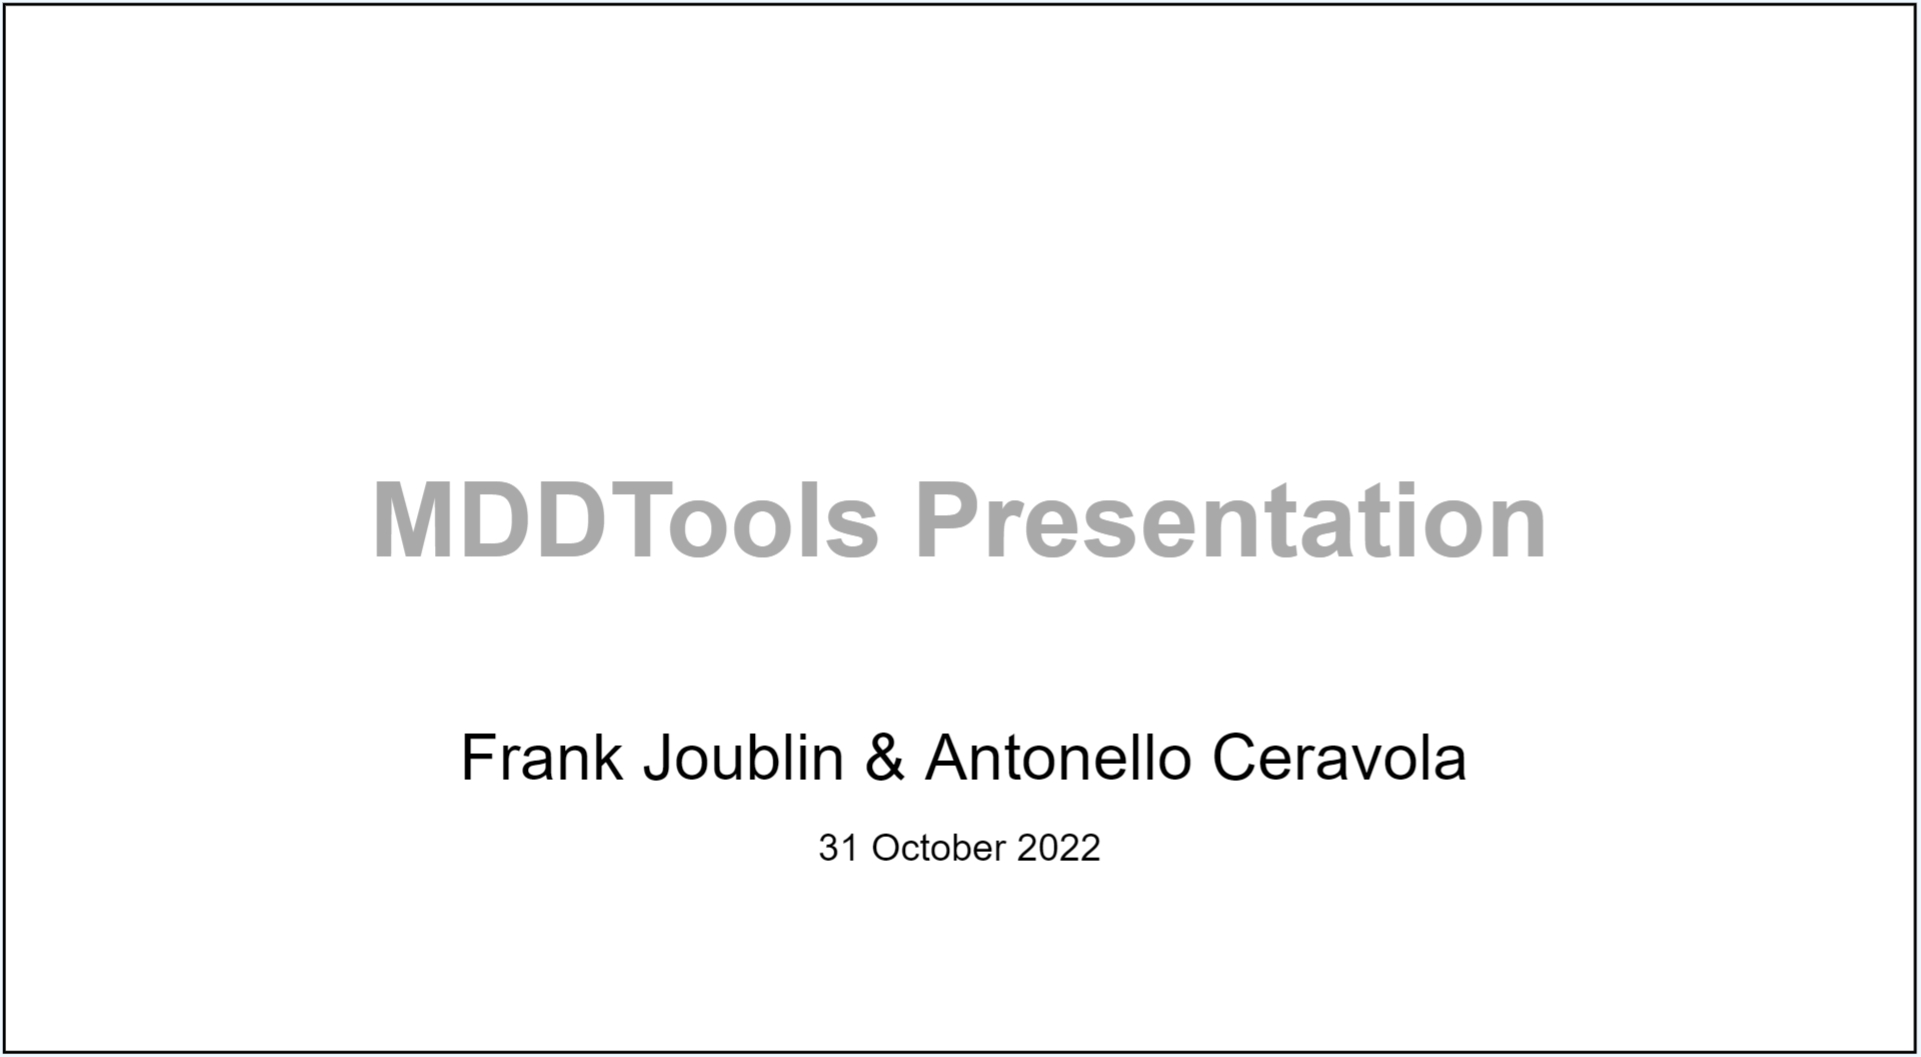 MDDTools Presentation
Frank Joublin & Antonello Ceravola
31 October 2022